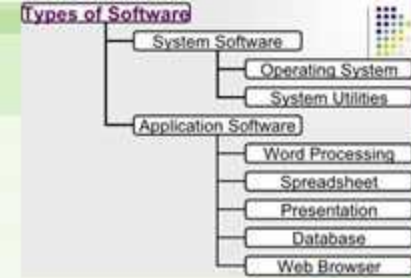 Types of Software
System Software
Operating System
System Utilities
Application Software
Word Processing
Spreadsheet
Presentation
Database
Web Browser